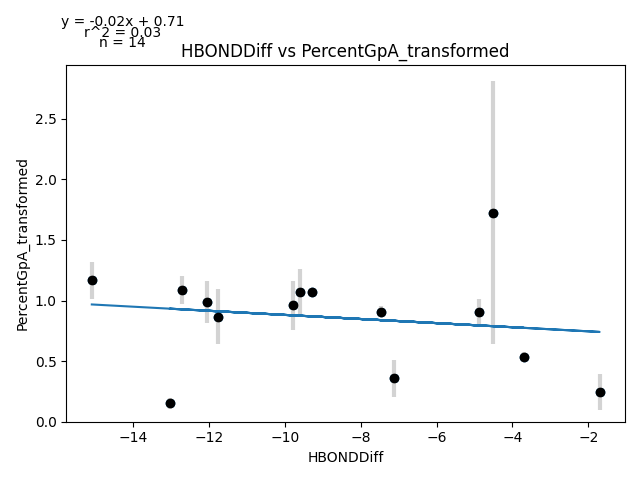 y = -0.02x + 0.71
r^2 = 0.03
n = 14
HBONDDiff vs PercentGpA_transformed
PercentGpA_transformed
2.5
2.0
1.5
1.0
0.5
0.0
−14
−12
−10
−8
−6
−4
−2
HBONDDiff